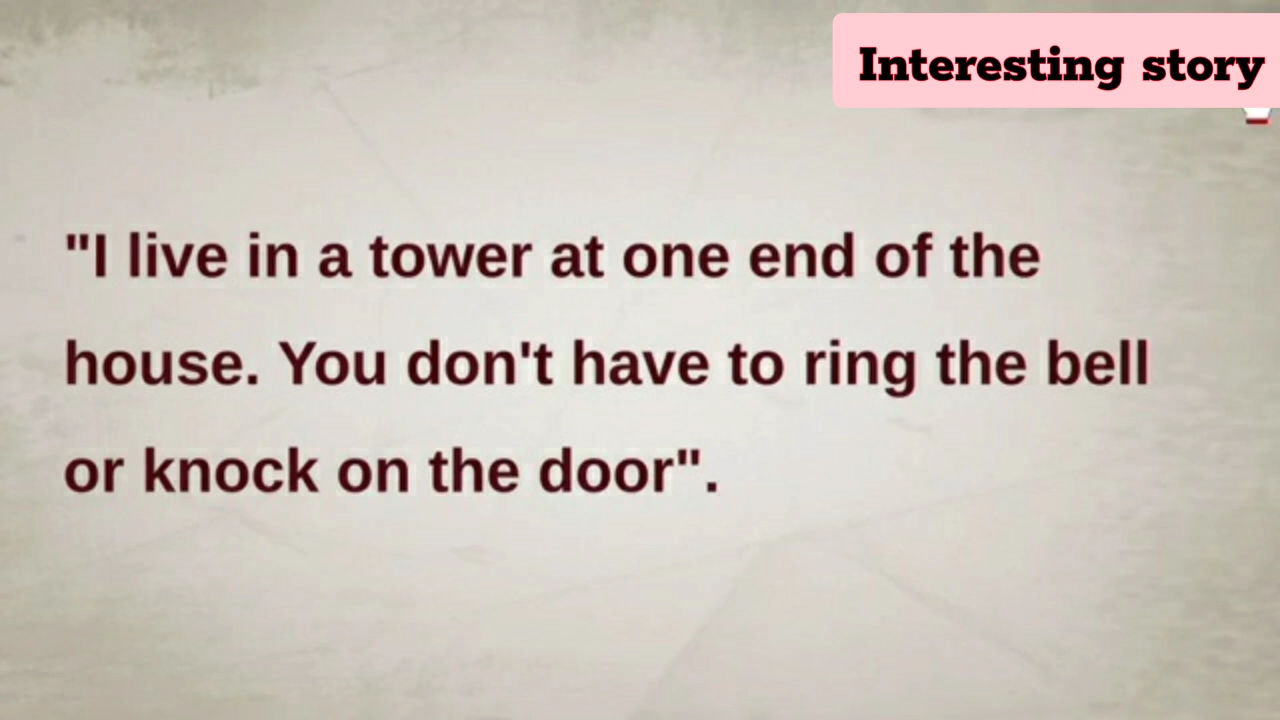 Interesting story
"I live in a tower at one end of the
house. You don't have to ring the bell
or knock on the door".